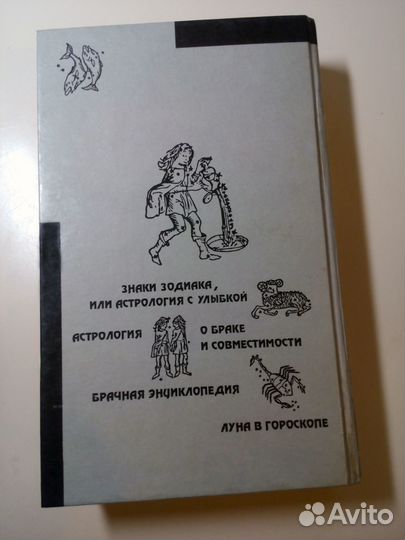 ЗНАКИ ЗОДИАКА,
ИЛИ АСТРОЛОГИЯ С УЛЫБКОЙ
АСТРОЛОГИЯ О БРАКЕ
И СОВМЕСТИМОСТИ
БРАЧНАЯ ЭНЦИКЛОПЕДИЯ
ЛУНА В ГОРОСКОПЕ
Avito